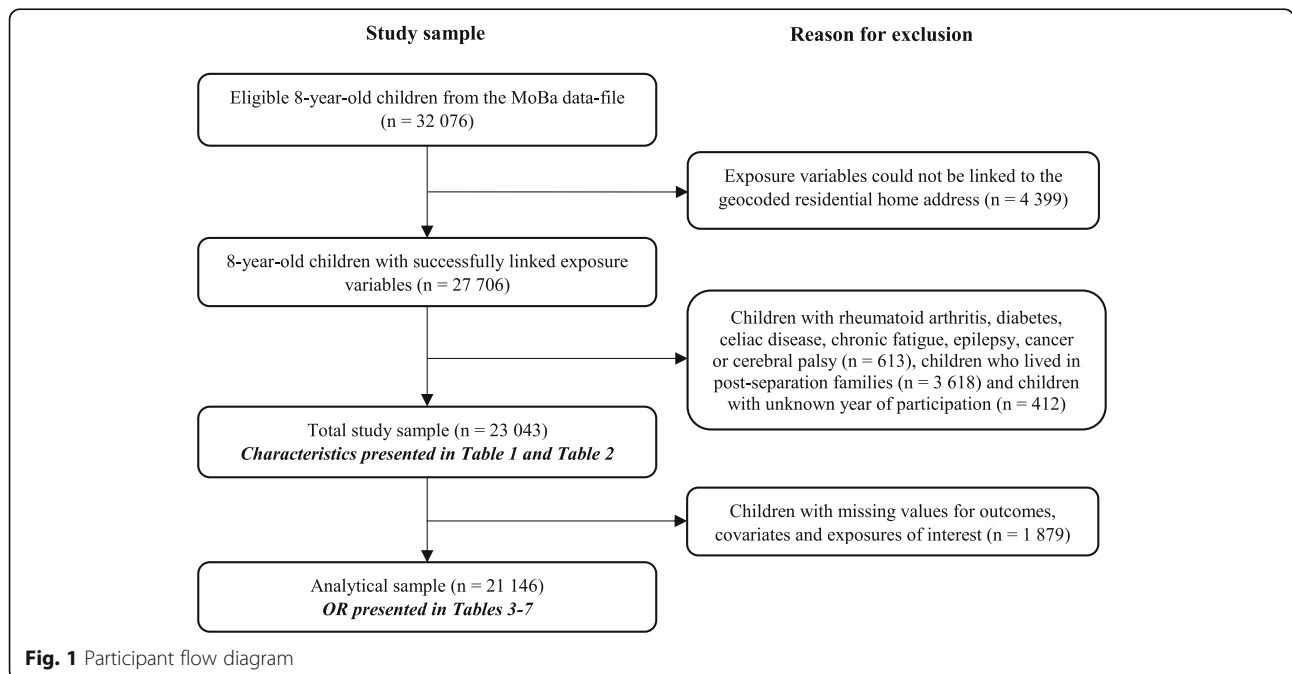 Study sample
Reason for exclusion
Eligible 8-year-old children from the MoBa data-file
(n = 32 076)
Exposure variables could not be linked to the
geocoded residential home address (n = 4 399)
8-year-old children with successfully linked exposure
variables (n = 27 706)
Children with rheumatoid arthritis, diabetes,
celiac disease, chronic fatigue, epilepsy, cancer
or cerebral palsy (n = 613), children who lived in
post-separation families (n = 3 618) and children
with unknown year of participation (n = 412)
Total study sample (n = 23 043)
Characteristics presented in Table 1 and Table 2
Children with missing values for outcomes,
covariates and exposures of interest (n = 1 879)
Analytical sample (n = 21 146)
OR presented in Tables 3-7
Fig. 1 Participant flow diagram